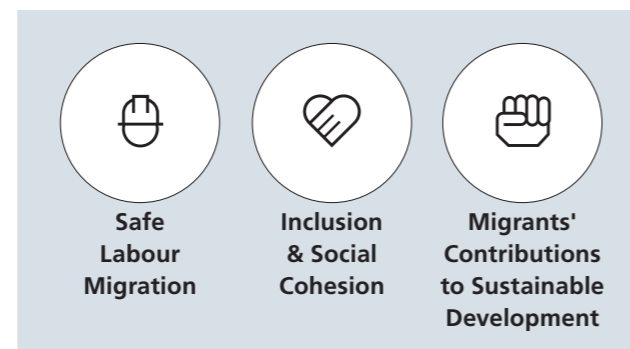 Safe
Labour
Migration
Inclusion
& Social
Cohesion
Migrants'
Contributions
to Sustainable
Development